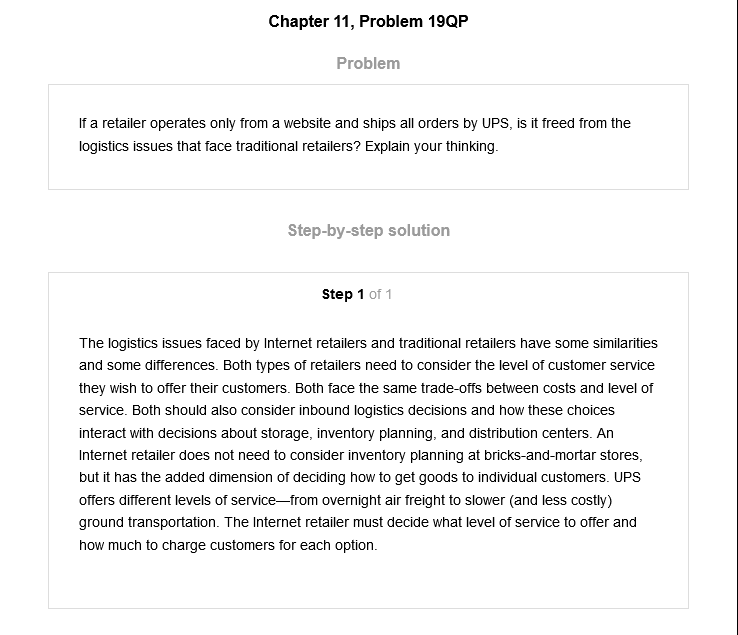 Chapter 11, Problem 19QP
Problem
If a retailer operates only from a website and ships all orders by UPS, is it freed from the
logistics issues that face traditional retailers? Explain your thinking.
Step-by-step solution
Step 1 of 1
The logistics issues faced by Internet retailers and traditional retailers have some similarities
and some differences. Both types of retailers need to consider the level of customer service
they wish to offer their customers. Both face the same trade-offs between costs and level of
service. Both should also consider inbound logistics decisions and how these choices
interact with decisions about storage, inventory planning, and distribution centers. An
Internet retailer does not need to consider inventory planning at bricks-and-mortar stores,
but it has the added dimension of deciding how to get goods to individual customers. UPS
offers different levels of service—from overnight air freight to slower (and less costly)
ground transportation. The Internet retailer must decide what level of service to offer and
how much to charge customers for each option.